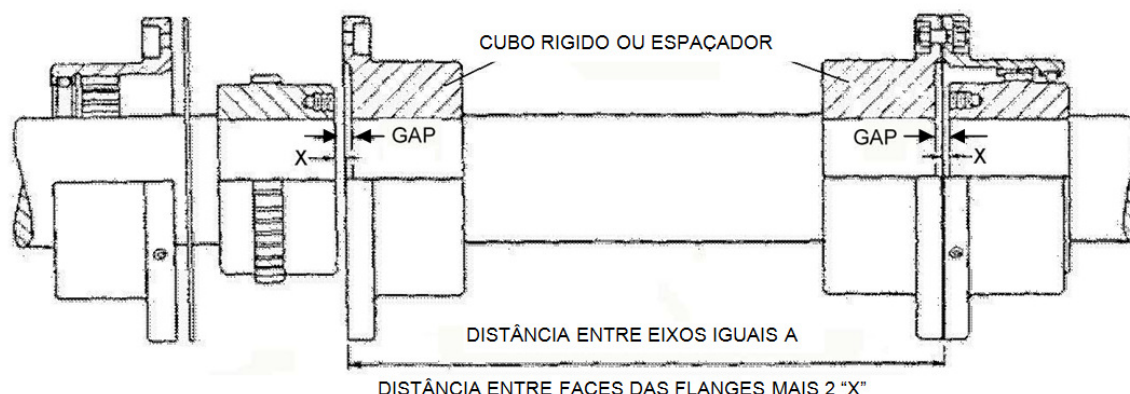 CUBO RIGIDO OU ESPAÇADOR
GAP
X
GAP
X
DISTÂNCIA ENTRE EIXOS IGUAIS A
DISTÂNCIA ENTRE FACES DAS FLANGES MAIS 2 “X”